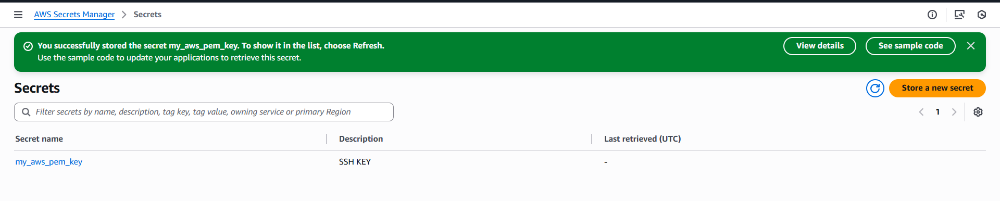 AWS Secrets Manager > Secrets
You successfully stored the secret my_aws_pem_key. To show it in the list, choose Refresh.
Use the sample code to update your applications to retrieve this secret.
View details
See sample code
Secrets
Store a new secret
Filter secrets by name, description, tag key, tag value, owning service or primary Region
1
Secret name
Description
Last retrieved (UTC)
my_aws_pem_key
SSH KEY
-